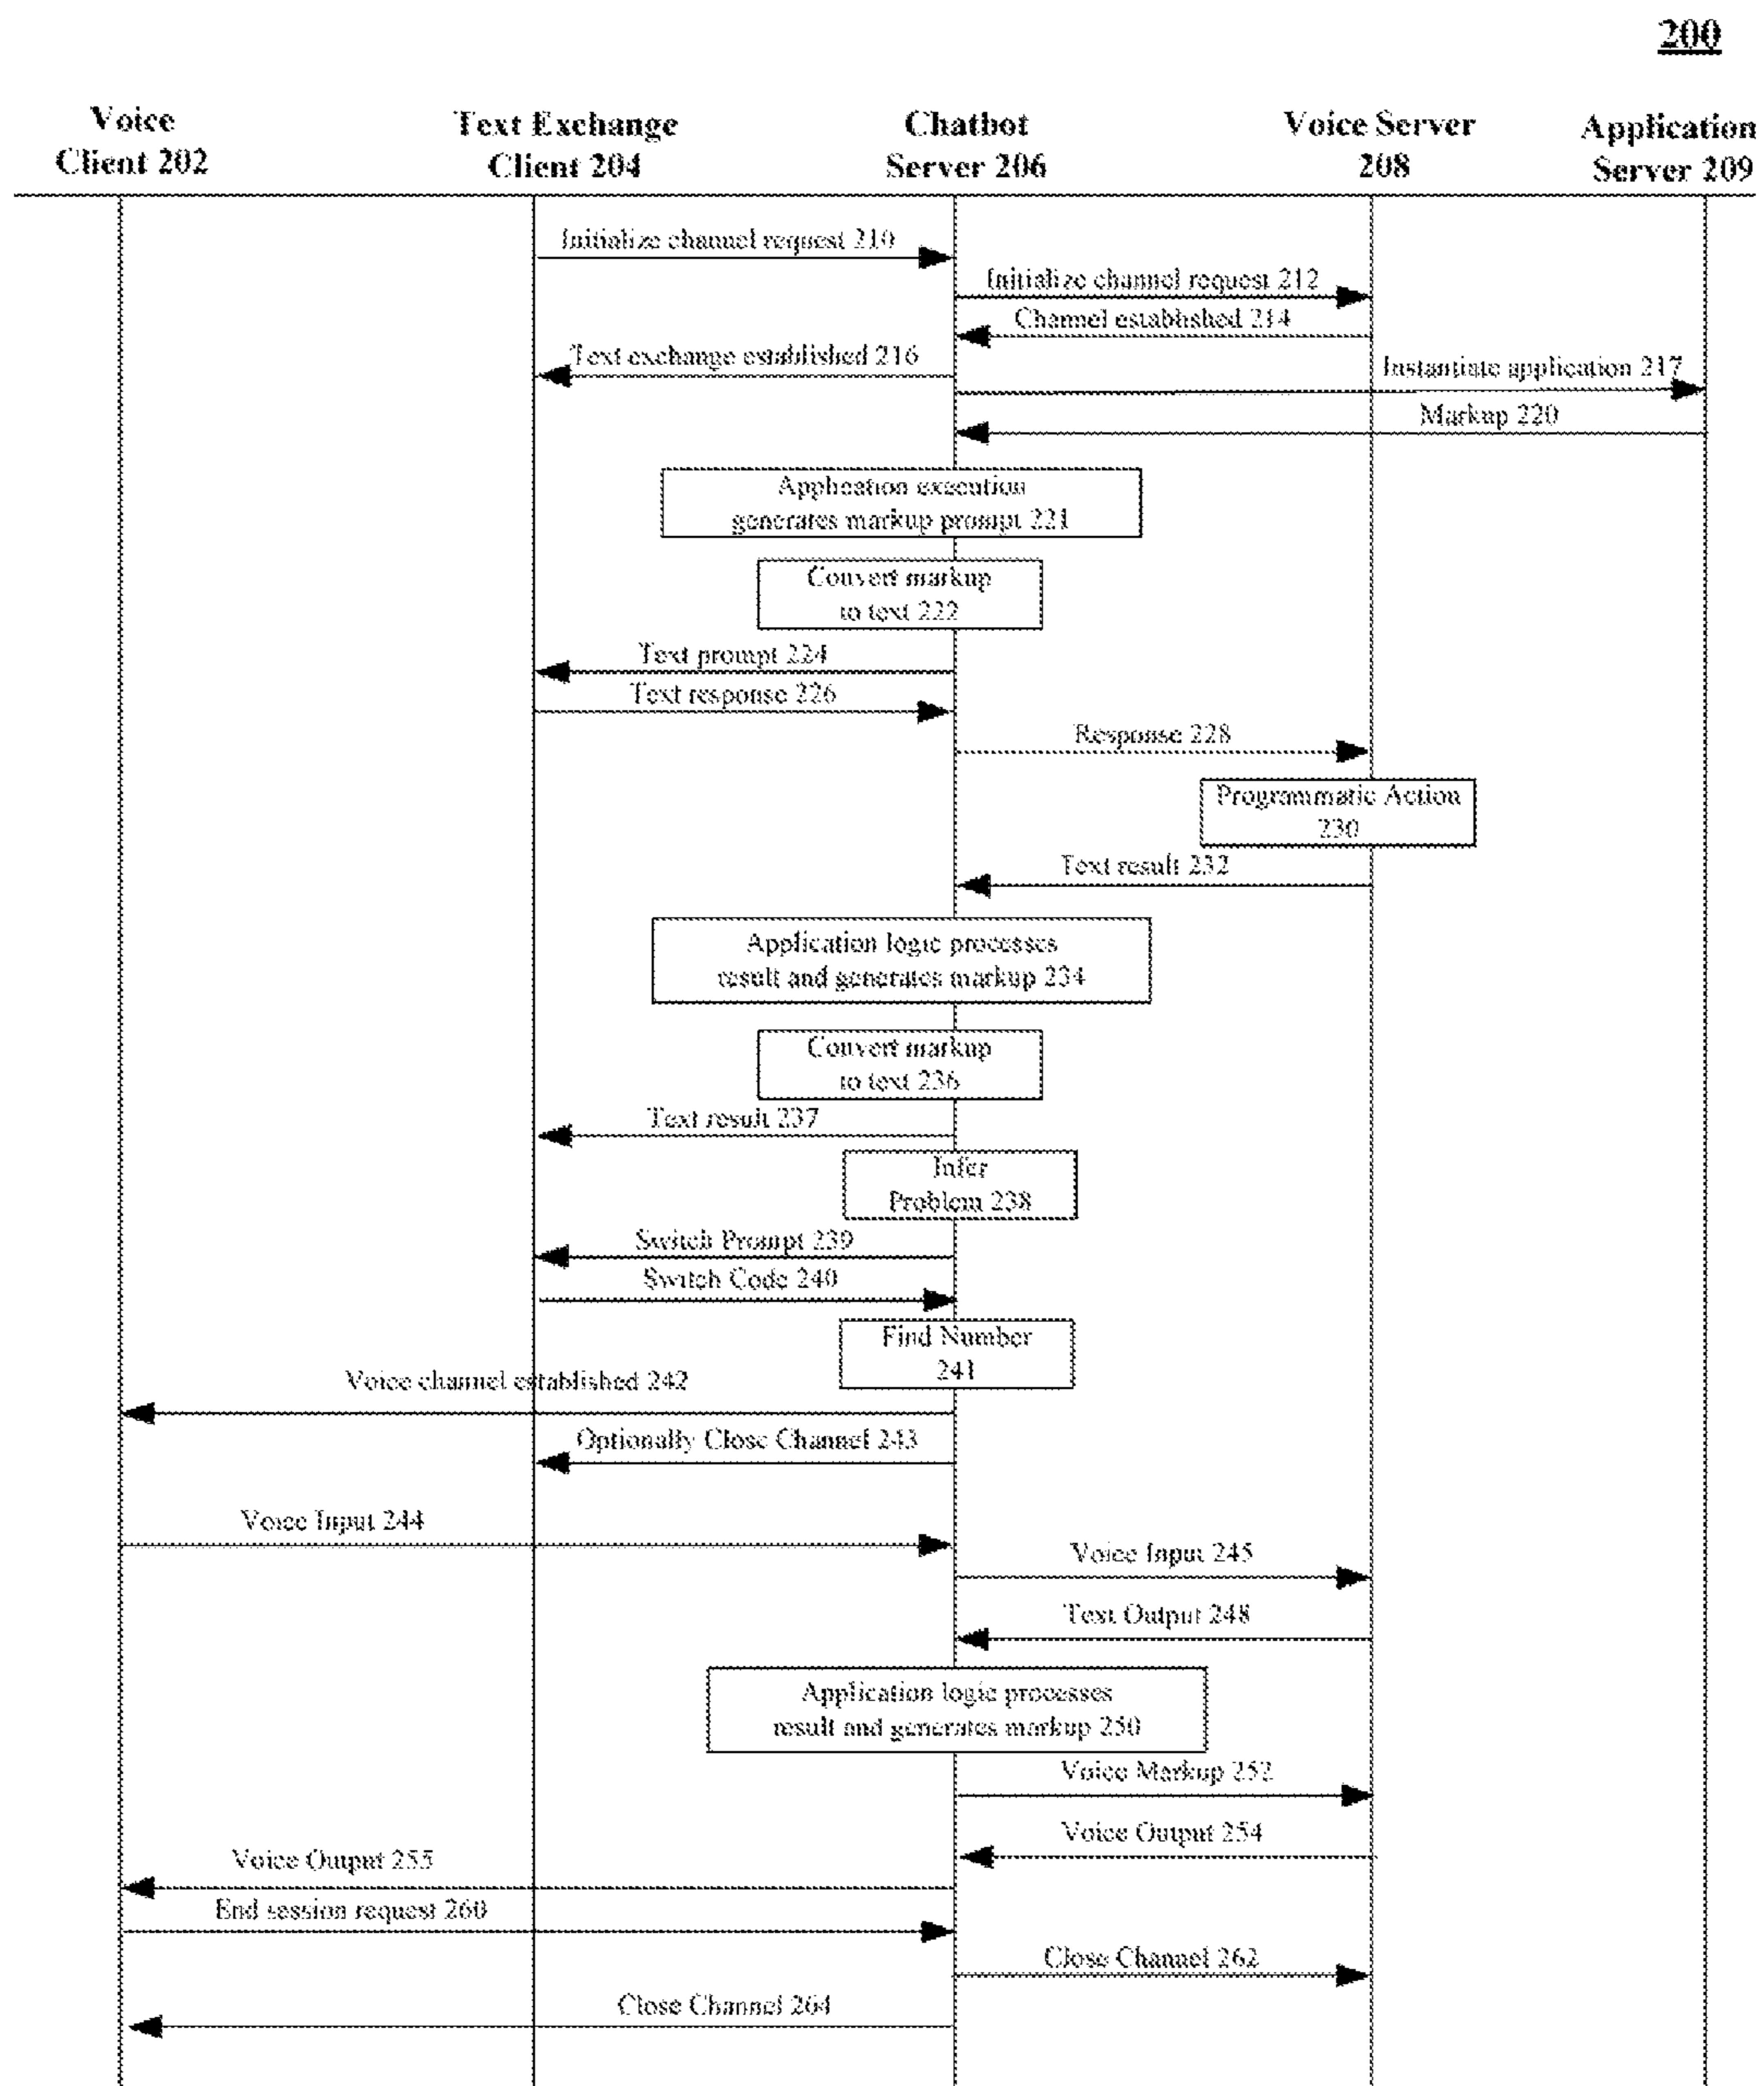 200
Voice
Client 202
Text Exchange
Client 204
Chatbot
Server 206
Voice Server
208
Application
Server 209
Initialize channel request 210
Initialize channel request 212
Channel established 214
Text exchange established 216
Instantiate application 217
Markup 220
Application execution
generates markup prompt 221
Convert markup
to text 222
Text prompt 224
Text response 226
Response 228
Programmatic Action
230
Text result 232
Application logic processes
result and generates markup 234
Convert markup
to text 236
Text result 237
Infer
Problem 238
Switch Prompt 239
Switch Code 240
Find Number
241
Voice channel established 242
Optionally Close Channel 243
Voice Input 244
Voice Input 245
Text Output 248
Application logic processes
result and generates markup 250
Voice Markup 252
Voice Output 254
Voice Output 255
End session request 260
Close Channel 262
Close Channel 264